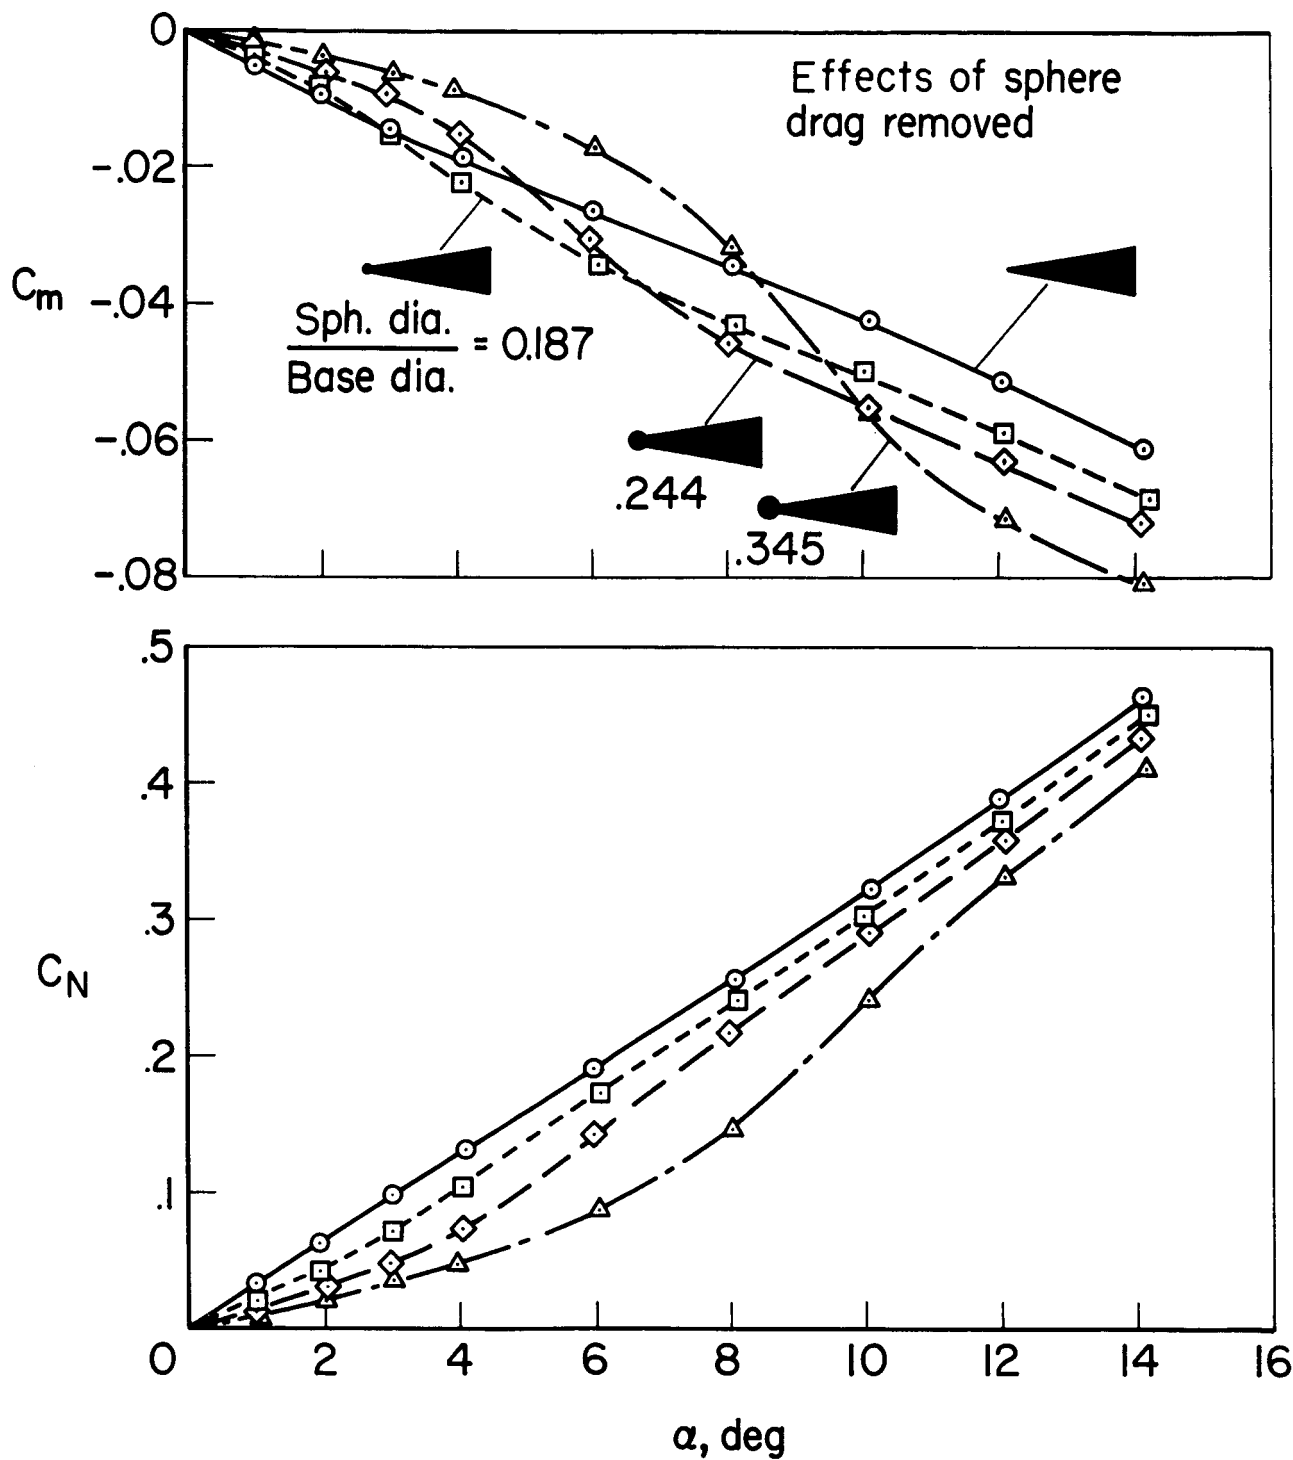 0
-.02
-.04
-.06
-.08
Cm
Effects of sphere
drag removed
Sph. dia.
Base dia.
= 0.187
.244
.345
.5
.4
.3
.2
.1
CN
0 2 4 6 8 10 12 14 16
α, deg